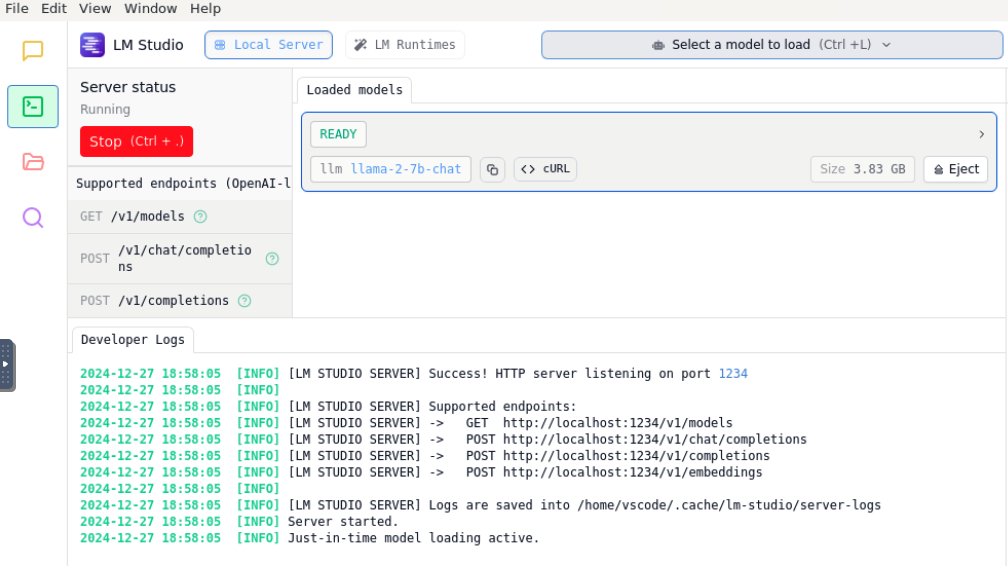 File Edit View Window Help
LM Studio Local Server LM Runtimes Select a model to load (Ctrl +L)
Server status
Running
Stop (Ctrl + .)
Supported endpoints (OpenAI-l
GET /v1/models
POST /v1/chat/completio
ns
POST /v1/completions
Loaded models
READY
llm llama-2-7b-chat cURL Size 3.83 GB Eject
Developer Logs
2024-12-27 18:58:05 [INFO] [LM STUDIO SERVER] Success! HTTP server listening on port 1234
2024-12-27 18:58:05 [INFO]
2024-12-27 18:58:05 [INFO] [LM STUDIO SERVER] Supported endpoints:
2024-12-27 18:58:05 [INFO] [LM STUDIO SERVER] -> GET http://localhost:1234/v1/models
2024-12-27 18:58:05 [INFO] [LM STUDIO SERVER] -> POST http://localhost:1234/v1/chat/completions
2024-12-27 18:58:05 [INFO] [LM STUDIO SERVER] -> POST http://localhost:1234/v1/completions
2024-12-27 18:58:05 [INFO] [LM STUDIO SERVER] -> POST http://localhost:1234/v1/embeddings
2024-12-27 18:58:05 [INFO]
2024-12-27 18:58:05 [INFO] [LM STUDIO SERVER] Logs are saved into /home/vscode/.cache/lm-studio/server-logs
2024-12-27 18:58:05 [INFO] Server started.
2024-12-27 18:58:05 [INFO] Just-in-time model loading active.